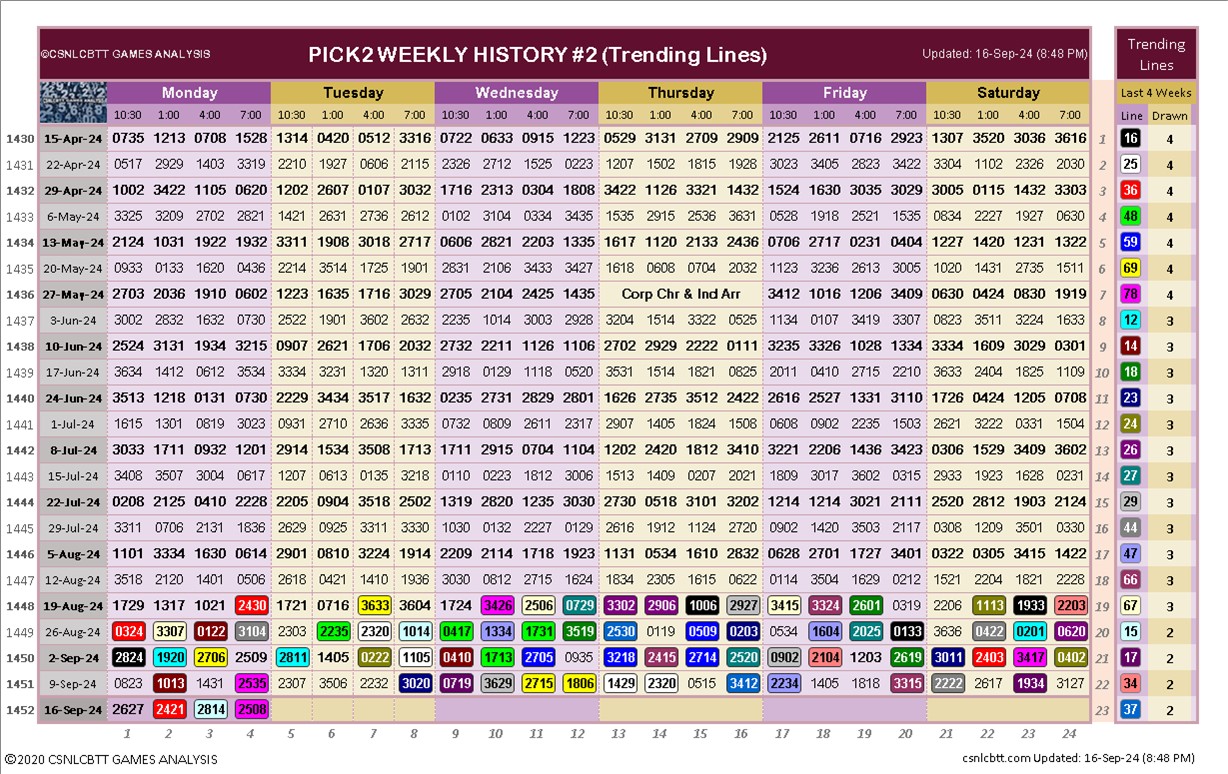 ©CSNLCBTT GAMES ANALYSIS PICK2 WEEKLY HISTORY #2 (Trending Lines) Updated: 16-Sep-24 (8:48 PM) Trending Lines
Monday Tuesday Wednesday Thursday Friday Saturday Last 4 Weeks
10:30 1:00 4:00 7:00 10:30 1:00 4:00 7:00 10:30 1:00 4:00 7:00 10:30 1:00 4:00 7:00 10:30 1:00 4:00 7:00 10:30 1:00 4:00 7:00 Line Drawn
1430 15-Apr-24 0735 1213 0708 1528 1314 0420 0512 3316 0722 0633 0915 1223 0529 3131 2709 2909 2125 2611 0716 2923 1307 3520 3036 3616 1 16 4
1431 22-Apr-24 0517 2929 1403 3319 2210 1927 0606 2115 2326 2712 1525 0223 1207 1502 1815 1928 3023 3405 2823 3422 3304 1102 2326 2030 2 25 4
1432 29-Apr-24 1002 3422 1105 0620 1202 2607 0107 3032 1716 2313 0304 1808 3422 1126 3321 1432 1524 1630 3035 3029 3005 0115 1432 3303 3 36 4
1433 6-May-24 3325 3209 2702 2821 1421 2631 2736 2612 0102 3104 0334 3435 1535 2915 2536 3631 0528 1918 2521 1535 0834 2227 1927 0630 4 48 4
1434 13-May-24 2124 1031 1922 1932 3311 1908 3018 2717 0606 2821 2203 1335 1617 1120 2133 2436 0706 2717 0231 0404 1227 1420 1231 1322 5 59 4
1435 20-May-24 0933 0133 1620 0436 2214 3514 1725 1901 2831 2106 3433 3427 1618 0608 0704 2032 1123 3236 2613 3005 1020 1431 2735 1511 6 69 4
1436 27-May-24 2703 2036 1910 0602 1223 1635 1716 3029 2705 2104 2425 1435 Corp Chr & Ind Arr 3412 1016 1206 3409 0630 0424 0830 1919 7 78 4
1437 3-Jun-24 3002 2832 1632 0730 2522 1901 3602 2632 2235 1014 3003 2928 3204 1514 3322 0525 1134 0107 3419 3307 0823 3511 3224 1633 8 12 3
1438 10-Jun-24 2524 3131 1934 3215 0907 2621 1706 2032 2732 2211 1126 1106 2702 2929 2222 0111 3235 3326 1028 1334 3334 1609 3029 0301 9 14 3
1439 17-Jun-24 3634 1412 0612 3534 3334 3231 1320 1311 2918 0129 1118 0520 3531 1514 1821 0825 2011 0410 2715 2210 3633 2404 1825 1109 10 18 3
1440 24-Jun-24 3513 1218 0131 0730 2229 3434 3517 1632 0235 2731 2829 2801 1626 2735 3512 2422 2616 2527 1331 3110 1726 0424 1205 0708 11 23 3
1441 1-Jul-24 1615 1301 0819 3023 0931 2710 2636 3333 0732 0809 2611 2317 2907 1405 1824 1508 0608 0902 2235 1503 2621 3222 0331 1504 12 24 3
1442 8-Jul-24 3033 1711 0932 1201 2914 1534 3508 1713 1711 2915 0704 1104 1202 2420 1812 3410 3221 2206 1436 3423 0306 1529 3409 3602 13 26 3
1443 15-Jul-24 3408 3507 3004 0617 1207 0613 0135 3218 0110 0223 1812 3006 1513 1409 0207 2021 1809 3017 3602 0315 2933 1923 1628 0231 14 27 3
1444 22-Jul-24 0208 2125 0410 2228 2205 0904 3518 2502 1319 2820 1235 3030 2730 0518 3101 3202 1214 1214 3021 2111 2520 2812 1903 2124 15 29 3
1445 29-Jul-24 3311 0706 2131 1836 2629 0925 3311 3330 1030 0132 2227 0129 2616 1912 1124 2720 0902 1420 3503 2117 0308 1209 3501 0330 16 44 3
1446 5-Aug-24 1101 3334 1630 0614 2901 0810 3224 1914 2209 2114 1718 1923 1131 0534 1610 2832 0628 2701 1727 3401 0322 0305 3415 1422 17 47 3
1447 12-Aug-24 3518 2120 1401 0506 2618 0421 1410 1936 3030 0812 2715 1624 1834 2305 1615 0622 0114 3504 1629 0212 1521 2204 1821 2228 18 66 3
1448 19-Aug-24 1729 1317 1021 2430 1721 0716 3633 3604 1724 3426 2506 0729 3302 2906 1006 2927 3415 3324 2601 0319 2206 1113 1933 2203 19 67 3
1449 26-Aug-24 0324 3307 0122 3104 2303 2235 2320 1014 0417 1334 1731 3519 2530 0119 0509 0203 0534 1604 2025 0133 3636 0422 0201 0620 20 15 2
1450 2-Sep-24 2824 1920 2706 2509 2811 1405 0222 1105 0410 1713 2705 0935 3218 2415 2714 2520 0902 2104 1203 2619 3011 2403 3417 0402 21 17 2
1451 9-Sep-24 0823 1013 1431 2535 2307 3506 2232 3020 0719 3629 2715 1806 1429 2320 0515 3412 2234 1405 1818 3315 2222 2617 1934 3127 22 34 2
1452 16-Sep-24 2627 2421 2814 2508 23 37 2
1 2 3 4 5 6 7 8 9 10 11 12 13 14 15 16 17 18 19 20 21 22 23 24
©2020 CSNLCBTT GAMES ANALYSIS csnlcbtt.com Updated: 16-Sep-24 (8:48 PM)